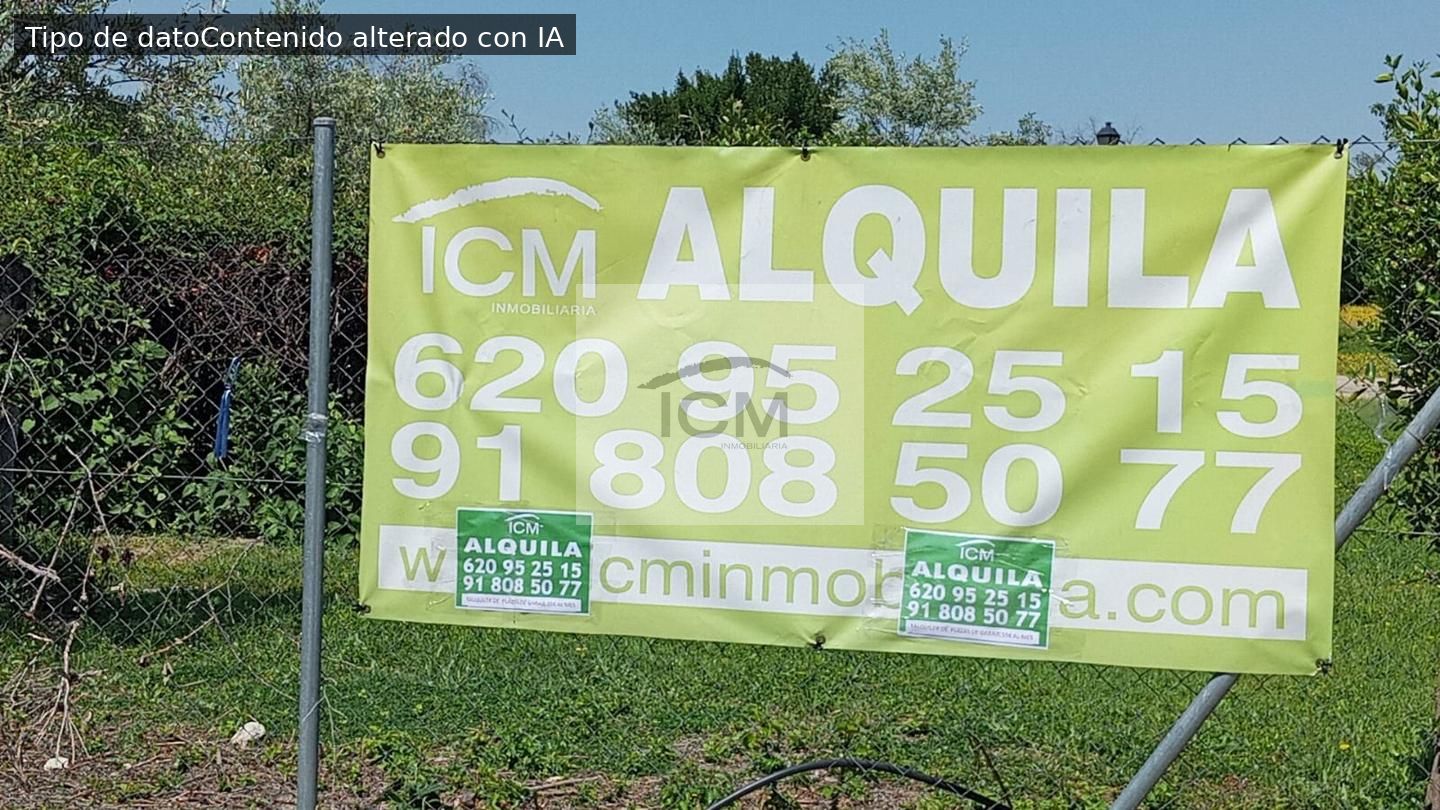 Tipo de datoContenido alterado con IA
ICM ALQUILA
INMOBILIARIA
620 95 25 15
ICM
INMOBILIARIA
91 808 50 77
w cminmob a.com
ICM
ALQUILA
620 95 25 15
91 808 50 77
ICM
ALQUILA
620 95 25 15
91 808 50 77